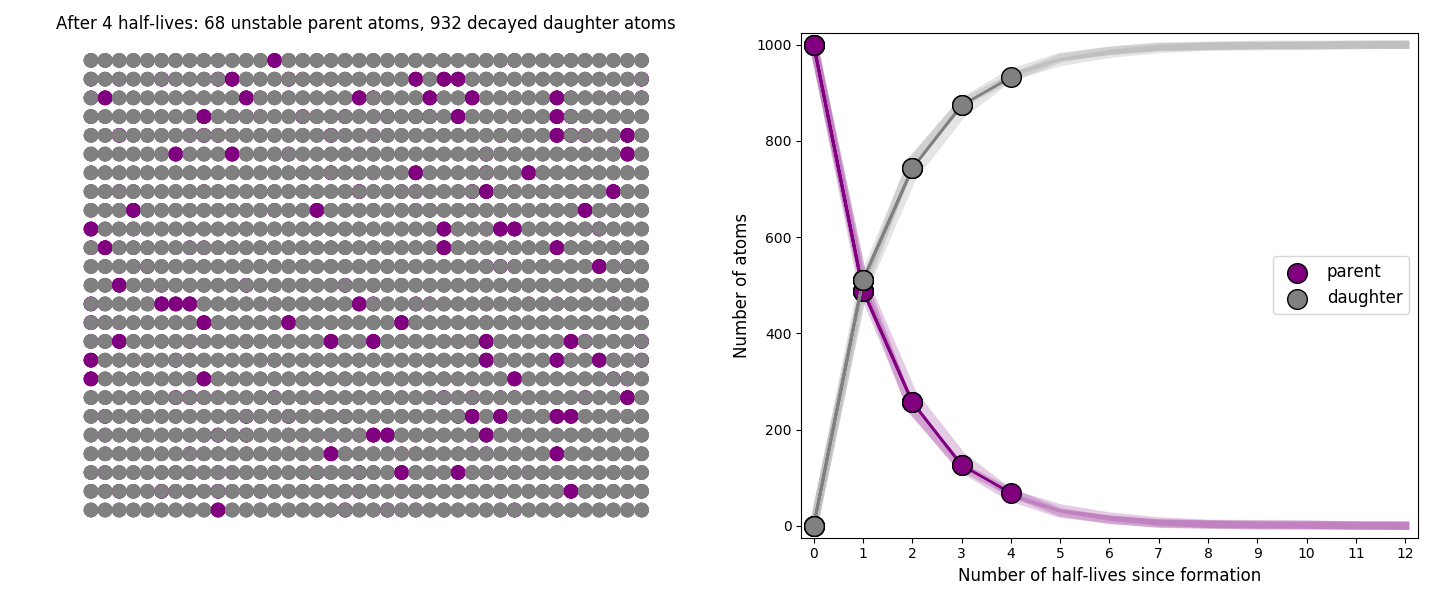 After 4 half-lives: 68 unstable parent atoms, 932 decayed daughter atoms
1000
800
600
400
200
0
Number of atoms
parent
daughter
0 1 2 3 4 5 6 7 8 9 10 11 12
Number of half-lives since formation